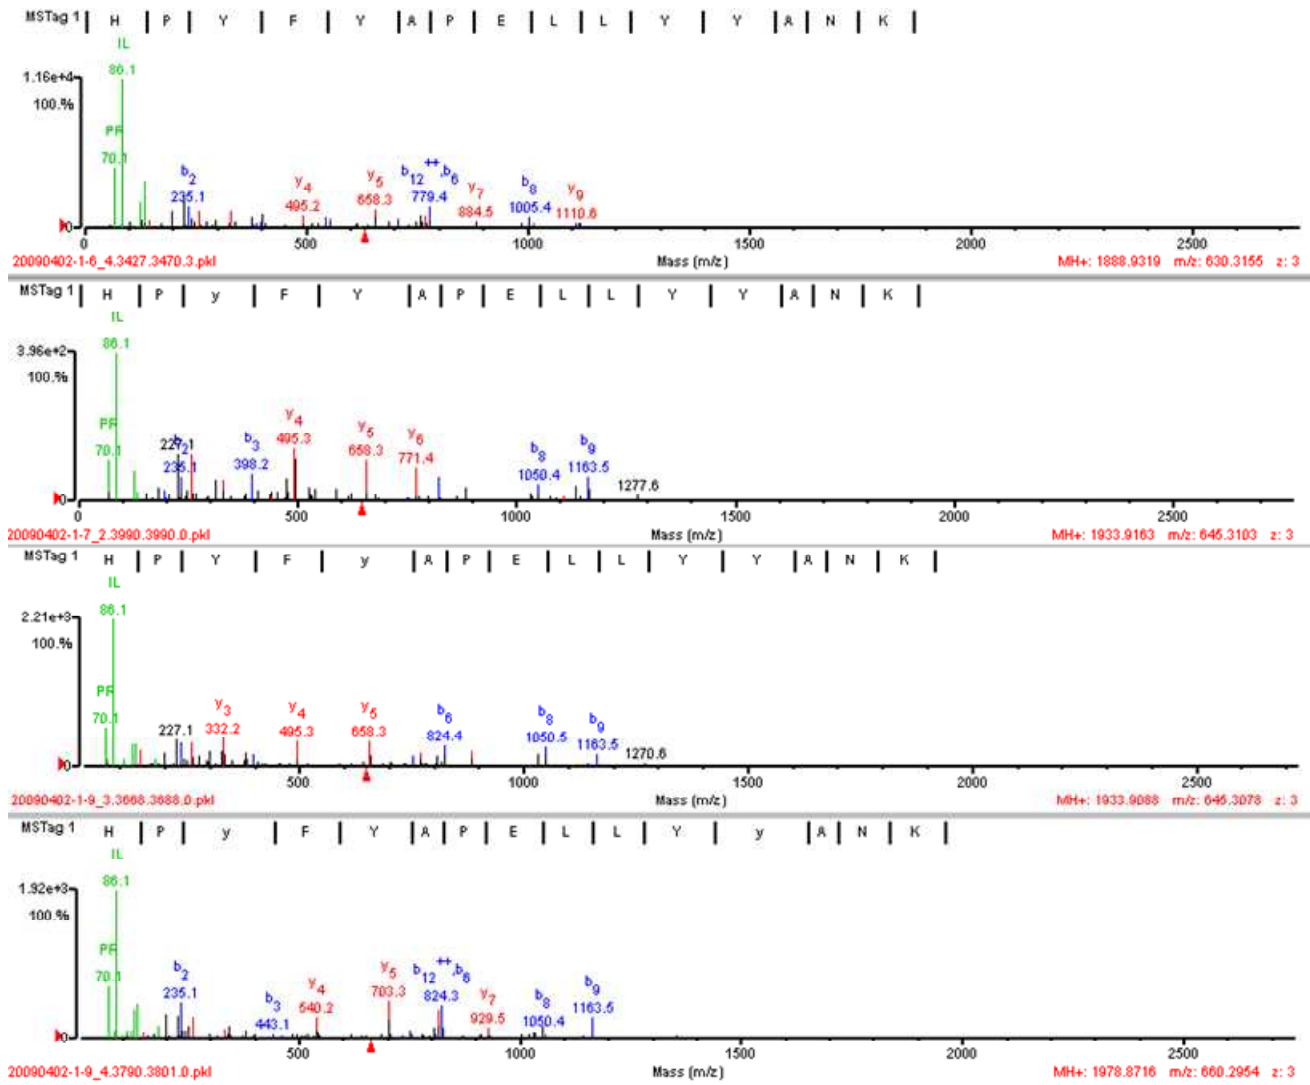 MSTag 1 | H | P | Y | F | Y | A | P | E | L | L | Y | Y | A | N | K |
IL
86.1
1.16e+4
100.%
PR
70.1
b2
235.1
y4
495.2
y5
658.3
b12 ++,b6
779.4
y7
884.5
b8
1005.4
y9
1110.6
0
0 500 1000 1500 2000 2500
20090402-1-6_4.3427.3470.3.pkl Mass (m/z) MH+: 1888.9319 m/z: 630.3155 z: 3
MSTag 1 | H | P | y | F | Y | A | P | E | L | L | Y | Y | A | N | K |
IL
86.1
3.96e+2
100.%
PR
70.1
227.1
b2
235.1
b3
398.2
y4
495.3
y5
658.3
y6
771.4
b8
1050.4
b9
1163.5
1277.6
0
0 500 1000 1500 2000 2500
20090402-1-7_2.3990.3990.0.pkl Mass (m/z) MH+: 1933.9163 m/z: 645.3103 z: 3
MSTag 1 H | P | Y | F | y | A | P | E | L | L | Y | Y | A | N | K |
IL
86.1
2.21e+3
100.%
PR
70.1
227.1
y3
332.2
y4
495.3
y5
658.3
b6
824.4
b8
1050.5
b9
1163.5
1270.6
0
500 1000 1500 2000 2500
20090402-1-9_3.3668.3688.0.pkl Mass (m/z) MH+: 1933.9088 m/z: 645.3078 z: 3
MSTag 1 H | P | y | F | Y | A | P | E | L | L | Y | y | A | N | K |
IL
86.1
1.92e+3
100.%
PR
70.1
b2
235.1
b3
443.1
y4
540.2
y5
703.3
b12 ++,b6
824.3
y7
929.5
b8
1050.4
b9
1163.5
0
500 1000 1500 2000 2500
20090402-1-9_4.3790.3801.0.pkl Mass (m/z) MH+: 1978.8716 m/z: 660.2954 z: 3